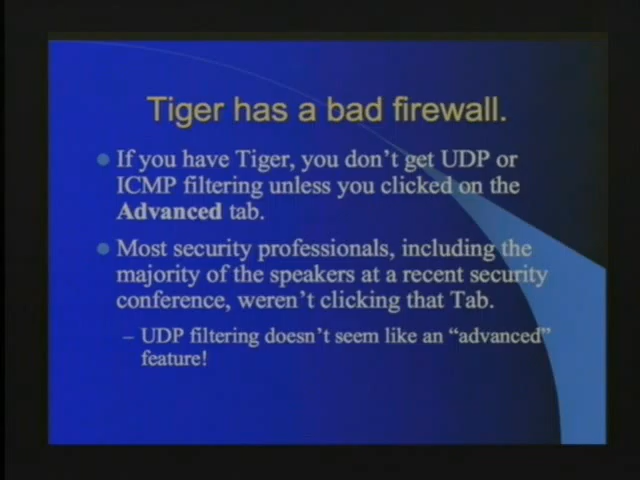 Tiger has a bad firewall.
If you have Tiger, you don't get UDP or
ICMP filtering unless you clicked on the
Advanced tab.
Most security professionals, including the
majority of the speakers at a recent security
conference, weren't clicking that Tab.
– UDP filtering doesn't seem like an “advanced”
feature!